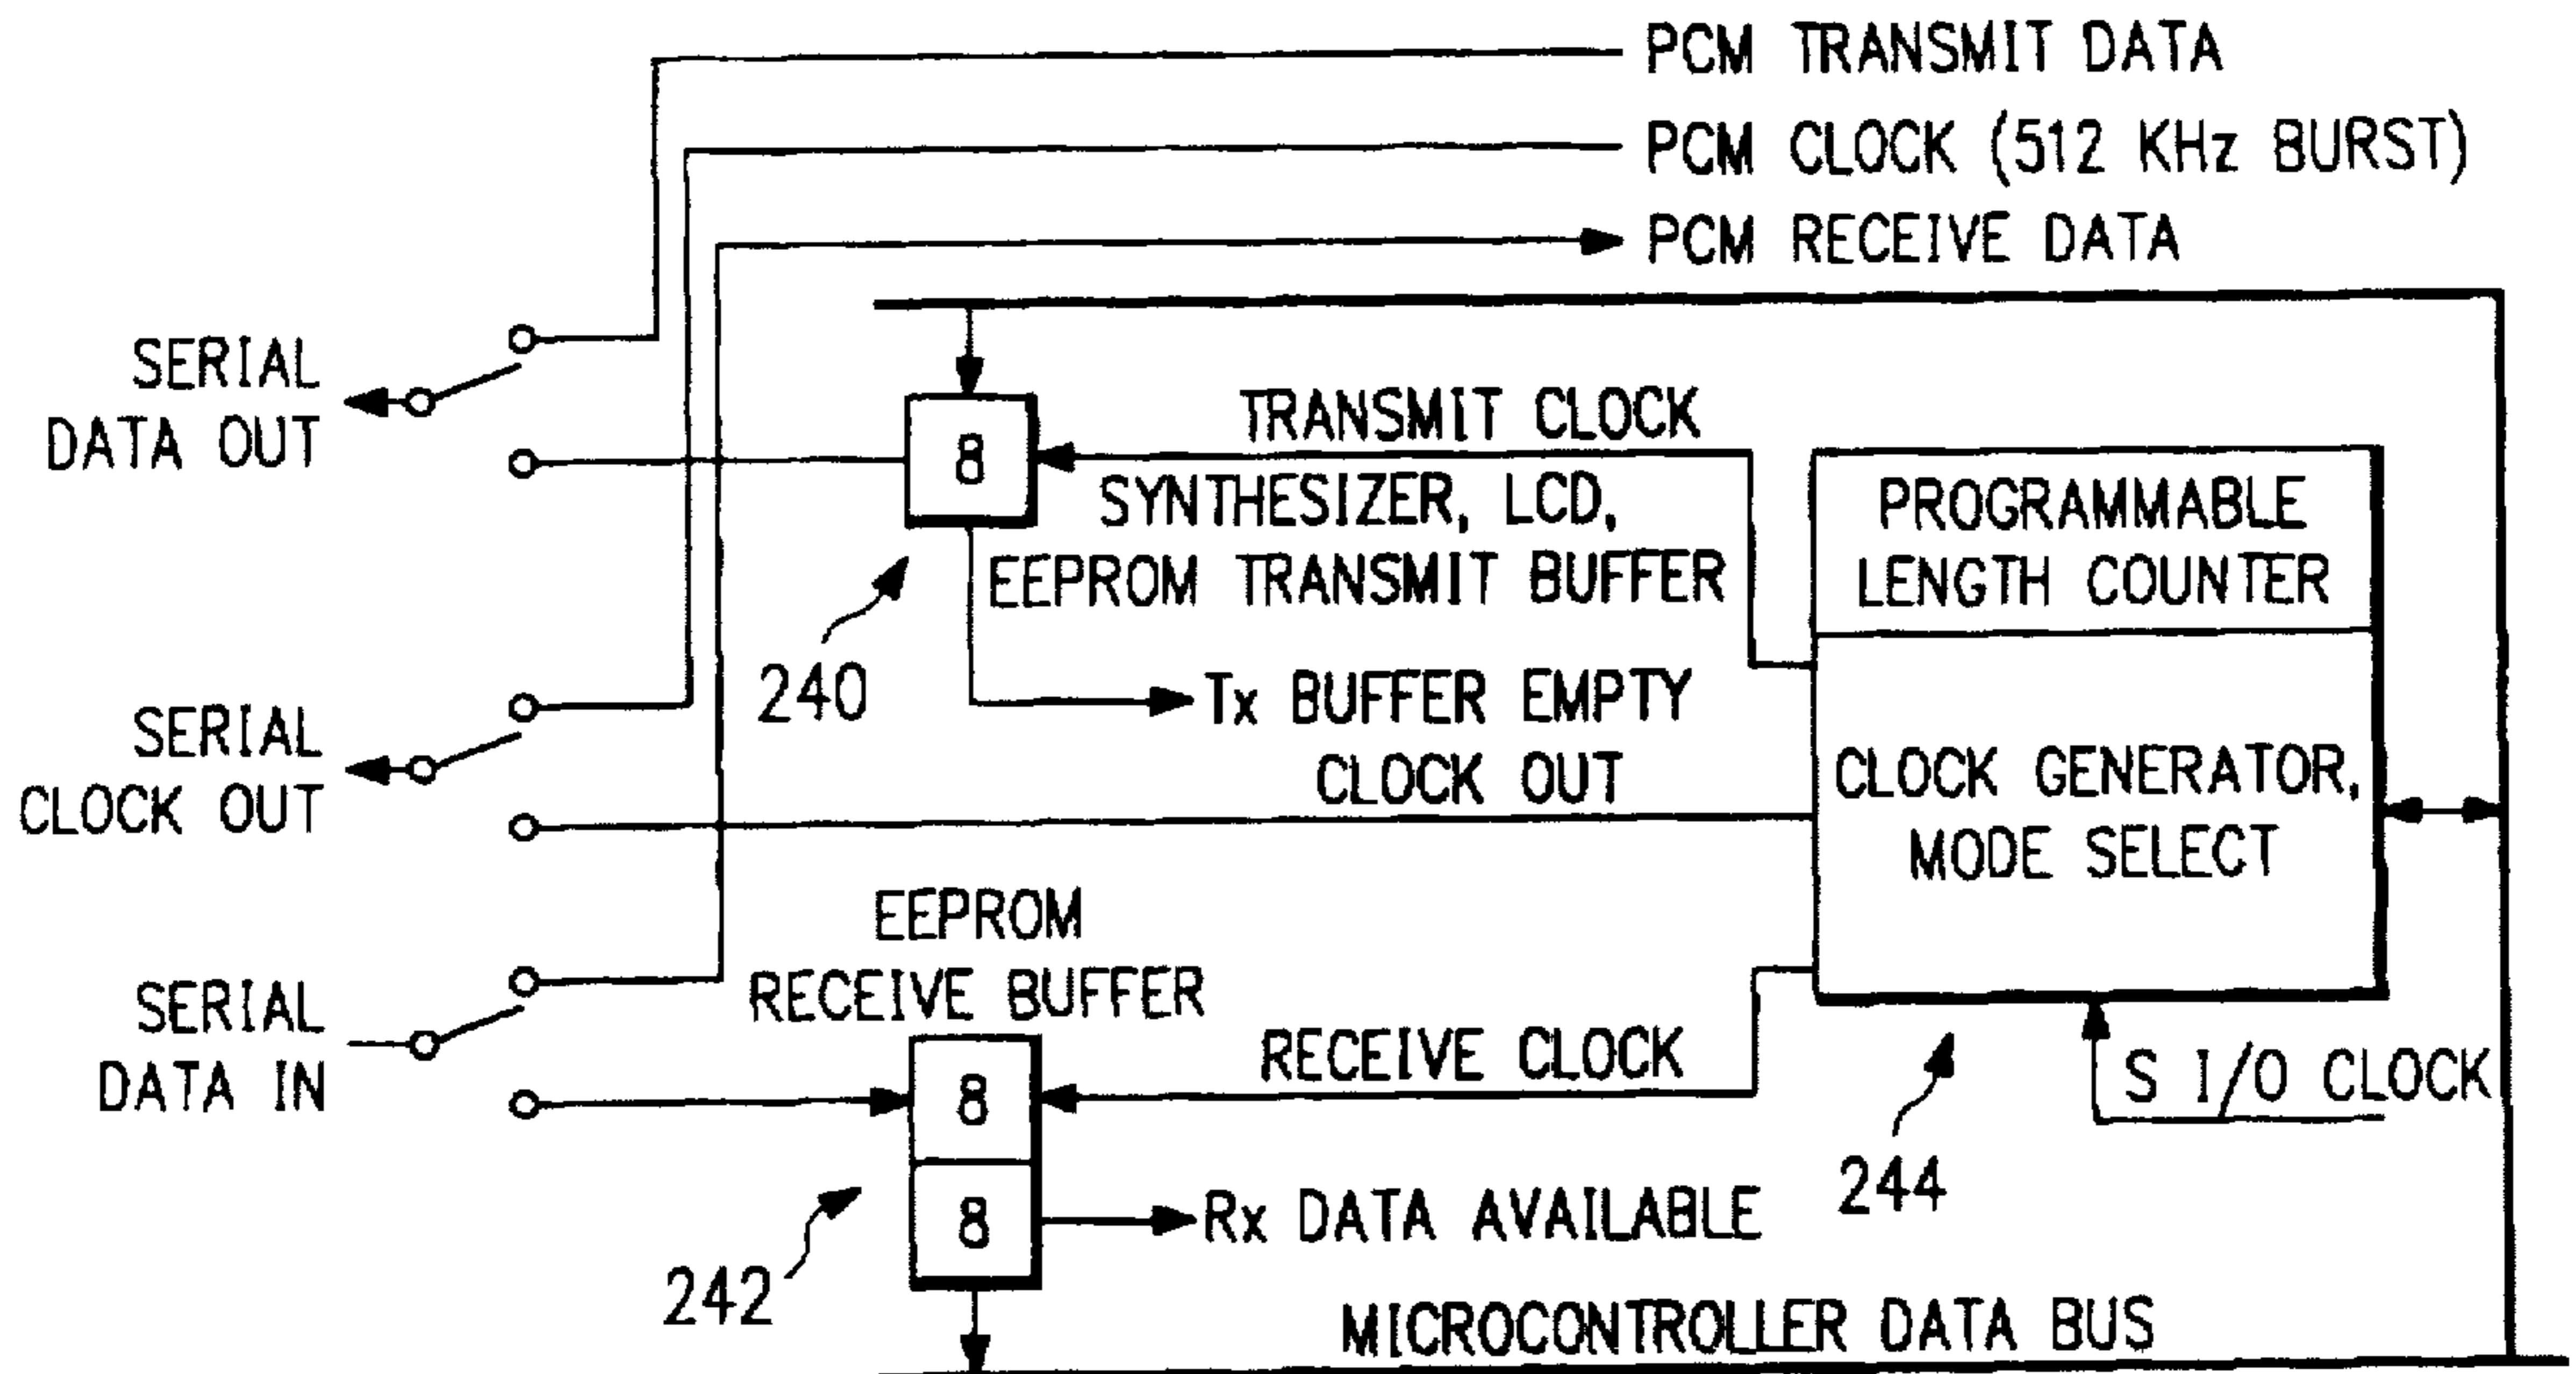 PCM TRANSMIT DATA
PCM CLOCK (512 KHz BURST)
PCM RECEIVE DATA
SERIAL
DATA OUT
8
TRANSMIT CLOCK
SYNTHESIZER, LCD,
EEPROM TRANSMIT BUFFER
PROGRAMMABLE
LENGTH COUNTER
240
Tx BUFFER EMPTY
SERIAL
CLOCK OUT
CLOCK OUT
CLOCK GENERATOR,
MODE SELECT
EEPROM
RECEIVE BUFFER
SERIAL
DATA IN
8
RECEIVE CLOCK
S I/O CLOCK
244
8
Rx DATA AVAILABLE
242
MICROCONTROLLER DATA BUS